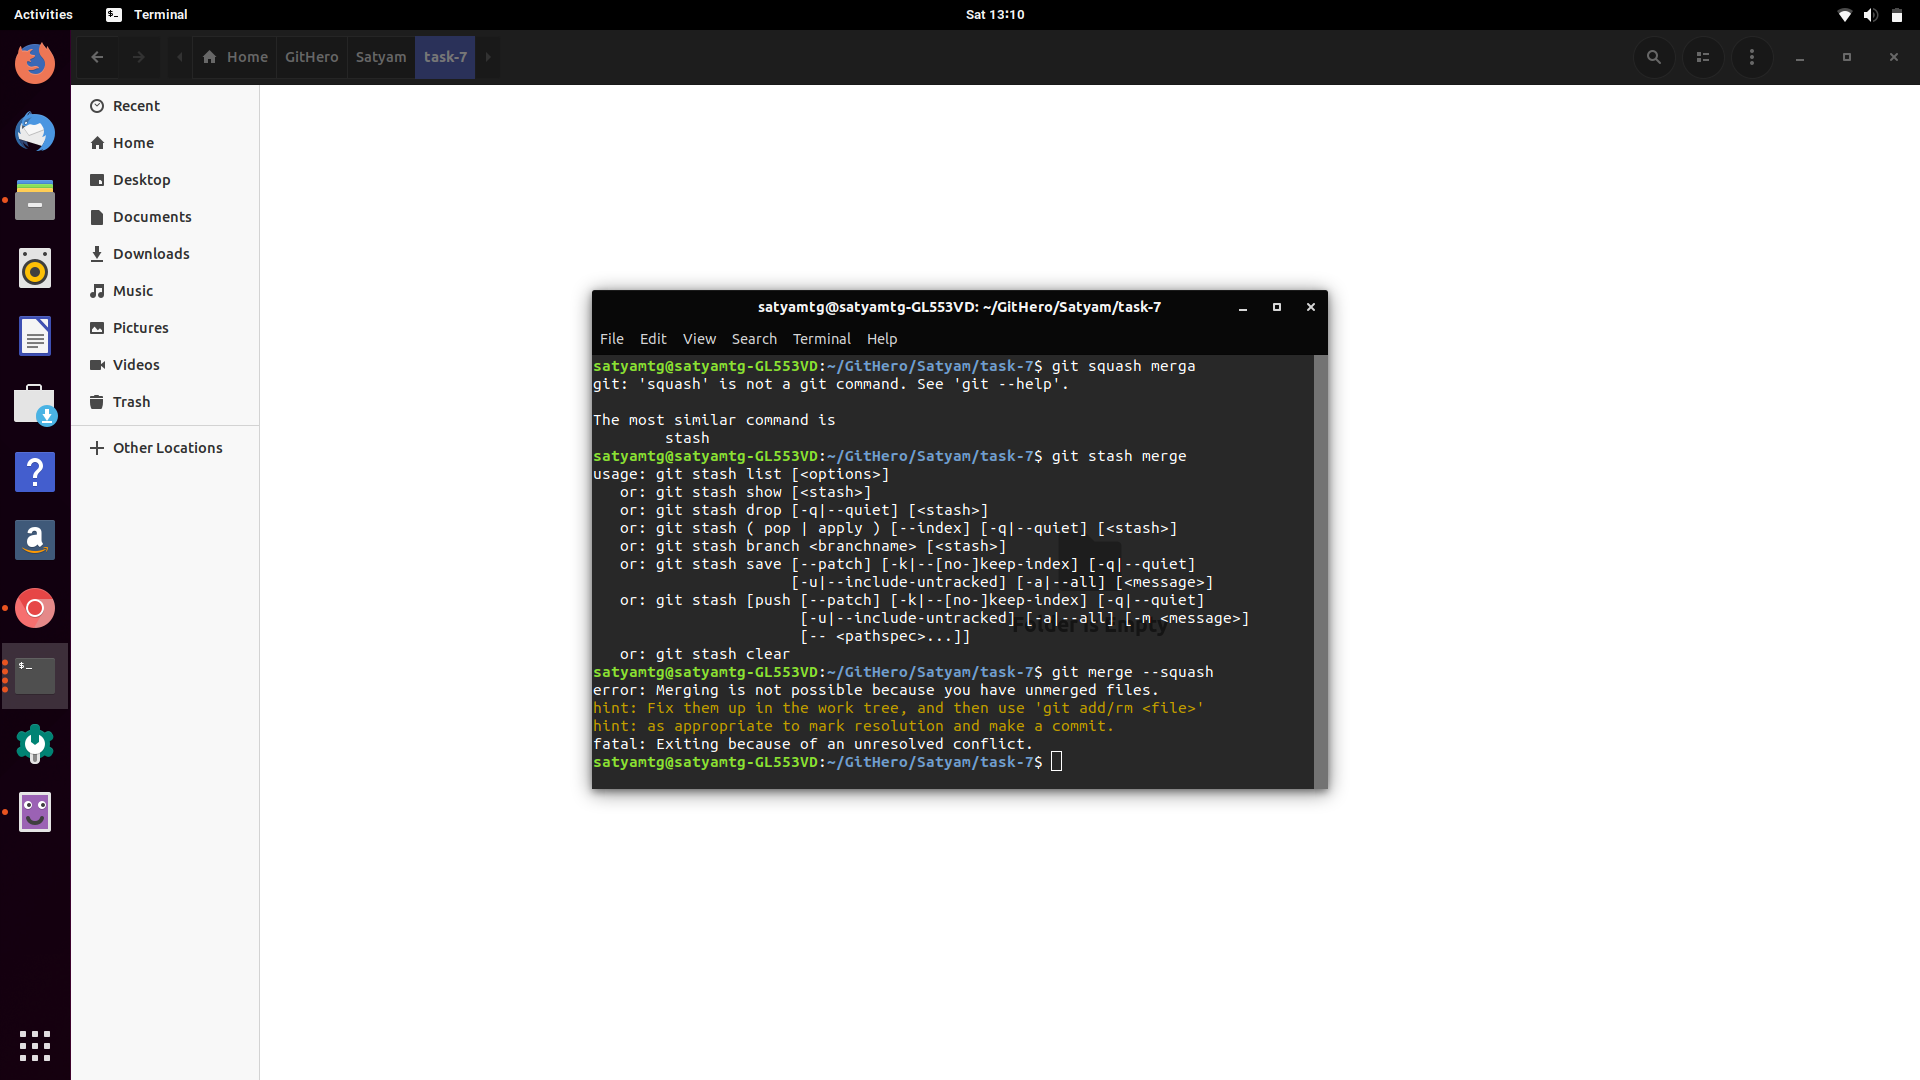 Activities
Terminal
Sat 13:10
Home
GitHero
Satyam
task-7
Recent
Home
Desktop
Documents
Downloads
Music
Pictures
Videos
Trash
Other Locations
satyamtg@satyamtg-GL553VD: ~/GitHero/Satyam/task-7
File Edit View Search Terminal Help
satyamtg@satyamtg-GL553VD:~/GitHero/Satyam/task-7$ git squash merga
git: 'squash' is not a git command. See 'git --help'.
The most similar command is
stash
satyamtg@satyamtg-GL553VD:~/GitHero/Satyam/task-7$ git stash merge
usage: git stash list [<options>]
or: git stash show [<stash>]
or: git stash drop [-q|--quiet] [<stash>]
or: git stash ( pop | apply ) [--index] [-q|--quiet] [<stash>]
or: git stash branch <branchname> [<stash>]
or: git stash save [--patch] [-k|--[no-]keep-index] [-q|--quiet]
[-u|--include-untracked] [-a|--all] [<message>]
or: git stash [push [--patch] [-k|--[no-]keep-index] [-q|--quiet]
[-u|--include-untracked] [-a|--all] [-m <message>]
[-- <pathspec>...]]
Folder is Empty
or: git stash clear
satyamtg@satyamtg-GL553VD:~/GitHero/Satyam/task-7$ git merge --squash
error: Merging is not possible because you have unmerged files.
hint: Fix them up in the work tree, and then use 'git add/rm <file>'
hint: as appropriate to mark resolution and make a commit.
fatal: Exiting because of an unresolved conflict.
satyamtg@satyamtg-GL553VD:~/GitHero/Satyam/task-7$